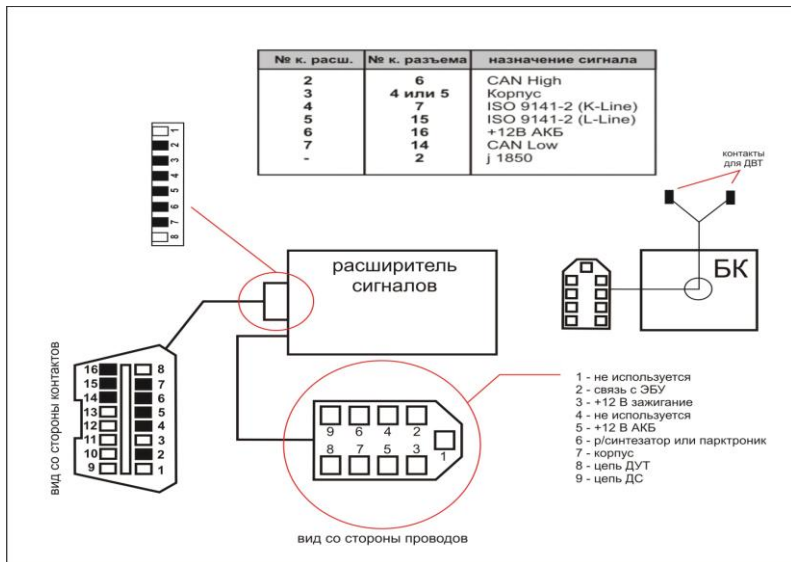 № к. расш. № к. разъема назначение сигнала
2 6 CAN High
3 4 или 5 Корпус
4 7 ISO 9141-2 (K-Line)
5 15 ISO 9141-2 (L-Line)
6 16 +12В АКБ
7 14 CAN Low
- 2 j 1850
1
2
3
4
5
6
7
8
контакты
для ДВТ
расширитель
сигналов
БК
вид со стороны контактов
16 8
15 7
14 6
13 5
12 4
11 3
10 2
9 1
9 6 4 2
1
8 7 5 3
вид со стороны проводов
1 - не используется
2 - связь с ЭБУ
3 - +12 В зажигание
4 - не используется
5 - +12 В АКБ
6 - р/синтезатор или парктроник
7 - корпус
8 - цепь ДУТ
9 - цепь ДС